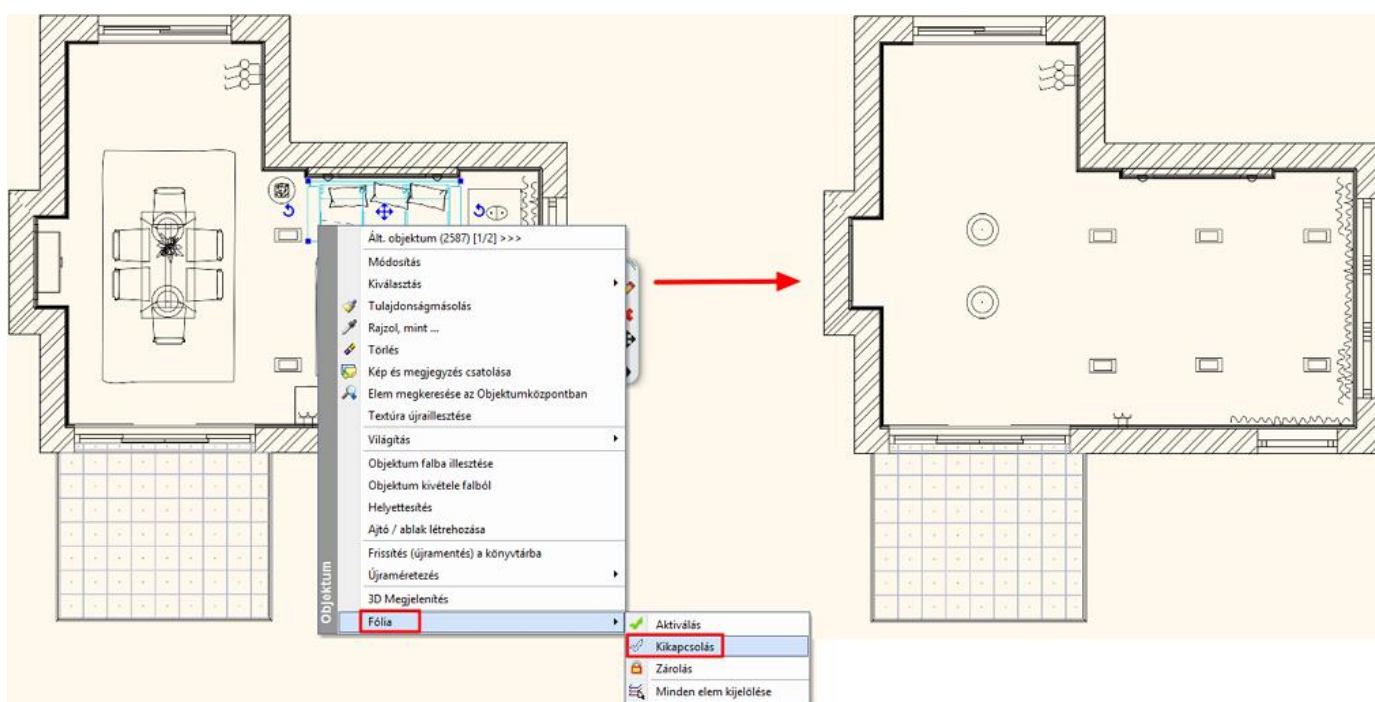 Ált. objektum (2587) [1/2] >>>
Módosítás
Kiválasztás
Tulajdonságmásolás
Rajzol, mint ...
Törlés
Kép és megjegyzés csatolása
Elem megkeresése az Objektumközpontban
Textúra újraillesztése
Világítás
Objektum falba illesztése
Objektum kivétele falból
Helyettesítés
Ajtó / ablak létrehozása
Frissítés (újramentés) a könyvtárba
Újraméretezés
3D Megjelenítés
Fólia
Objektum
Aktiválás
Kikapcsolás
Zárolás
Minden elem kijelölése